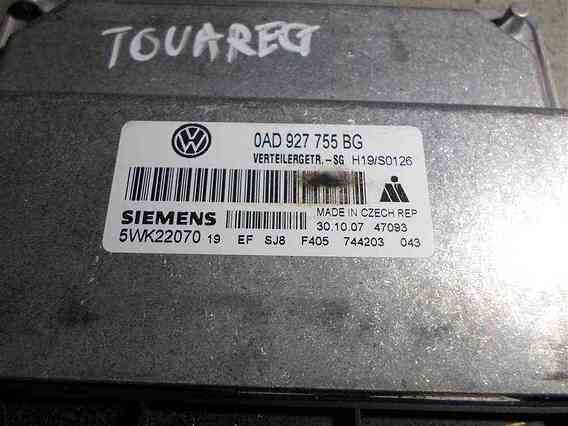 TOUAREG
0AD 927 755 BG
VERTEILERGETR.-SG H19/S0126
SIEMENS MADE IN CZECH REP
30.10.07 47093
5WK22070 19 EF SJ8 F405 744203 043